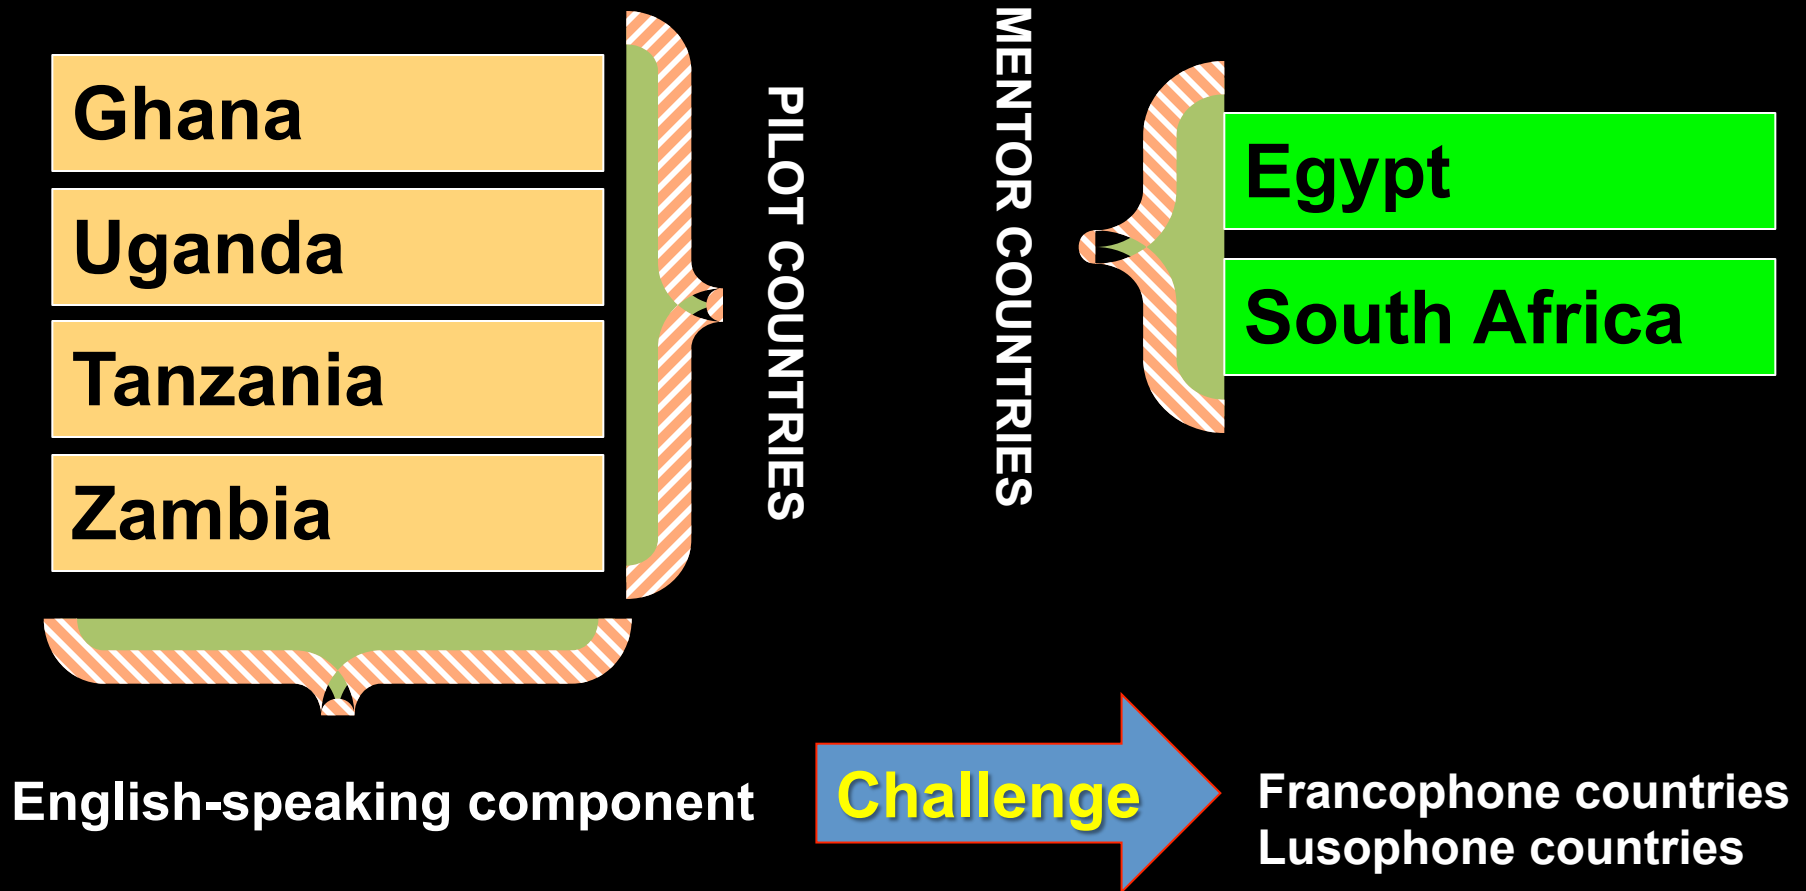 Ghana
Uganda
Tanzania
Zambia
PILOT COUNTRIES
MENTOR COUNTRIES
Egypt
South Africa
English-speaking component
Challenge
Francophone countries
Lusophone countries